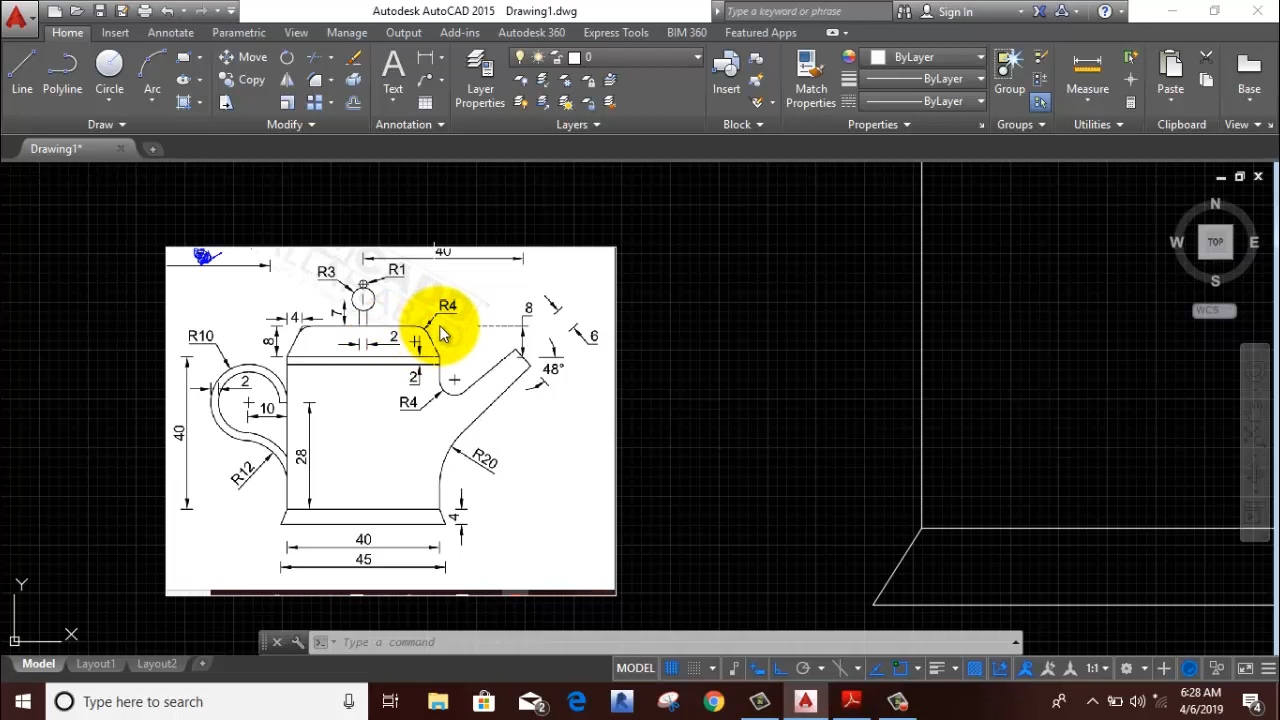 Autodesk AutoCAD 2015 Drawing1.dwg
Type a keyword or phrase
Sign In
Home Insert Annotate Parametric View Manage Output Add-ins Autodesk 360 Express Tools BIM 360 Featured Apps
Line Polyline Circle Arc
Move
Copy
Text
Layer Properties
0
Insert
Match Properties
ByLayer
ByLayer
ByLayer
Group
Measure
Paste
Base
Draw Modify Annotation Layers Block Properties Groups Utilities Clipboard View
Drawing1*
N
W TOP E
S
WCS
40
R3 R1
R4
4
7
8
8
2
6
R10
2
48°
2
R4
10
40
28
R12
R20
4
40
45
Y
X
Type a command
Model Layout1 Layout2
MODEL
1:1
Type here to search
2
6:28 AM
4/6/2019
4